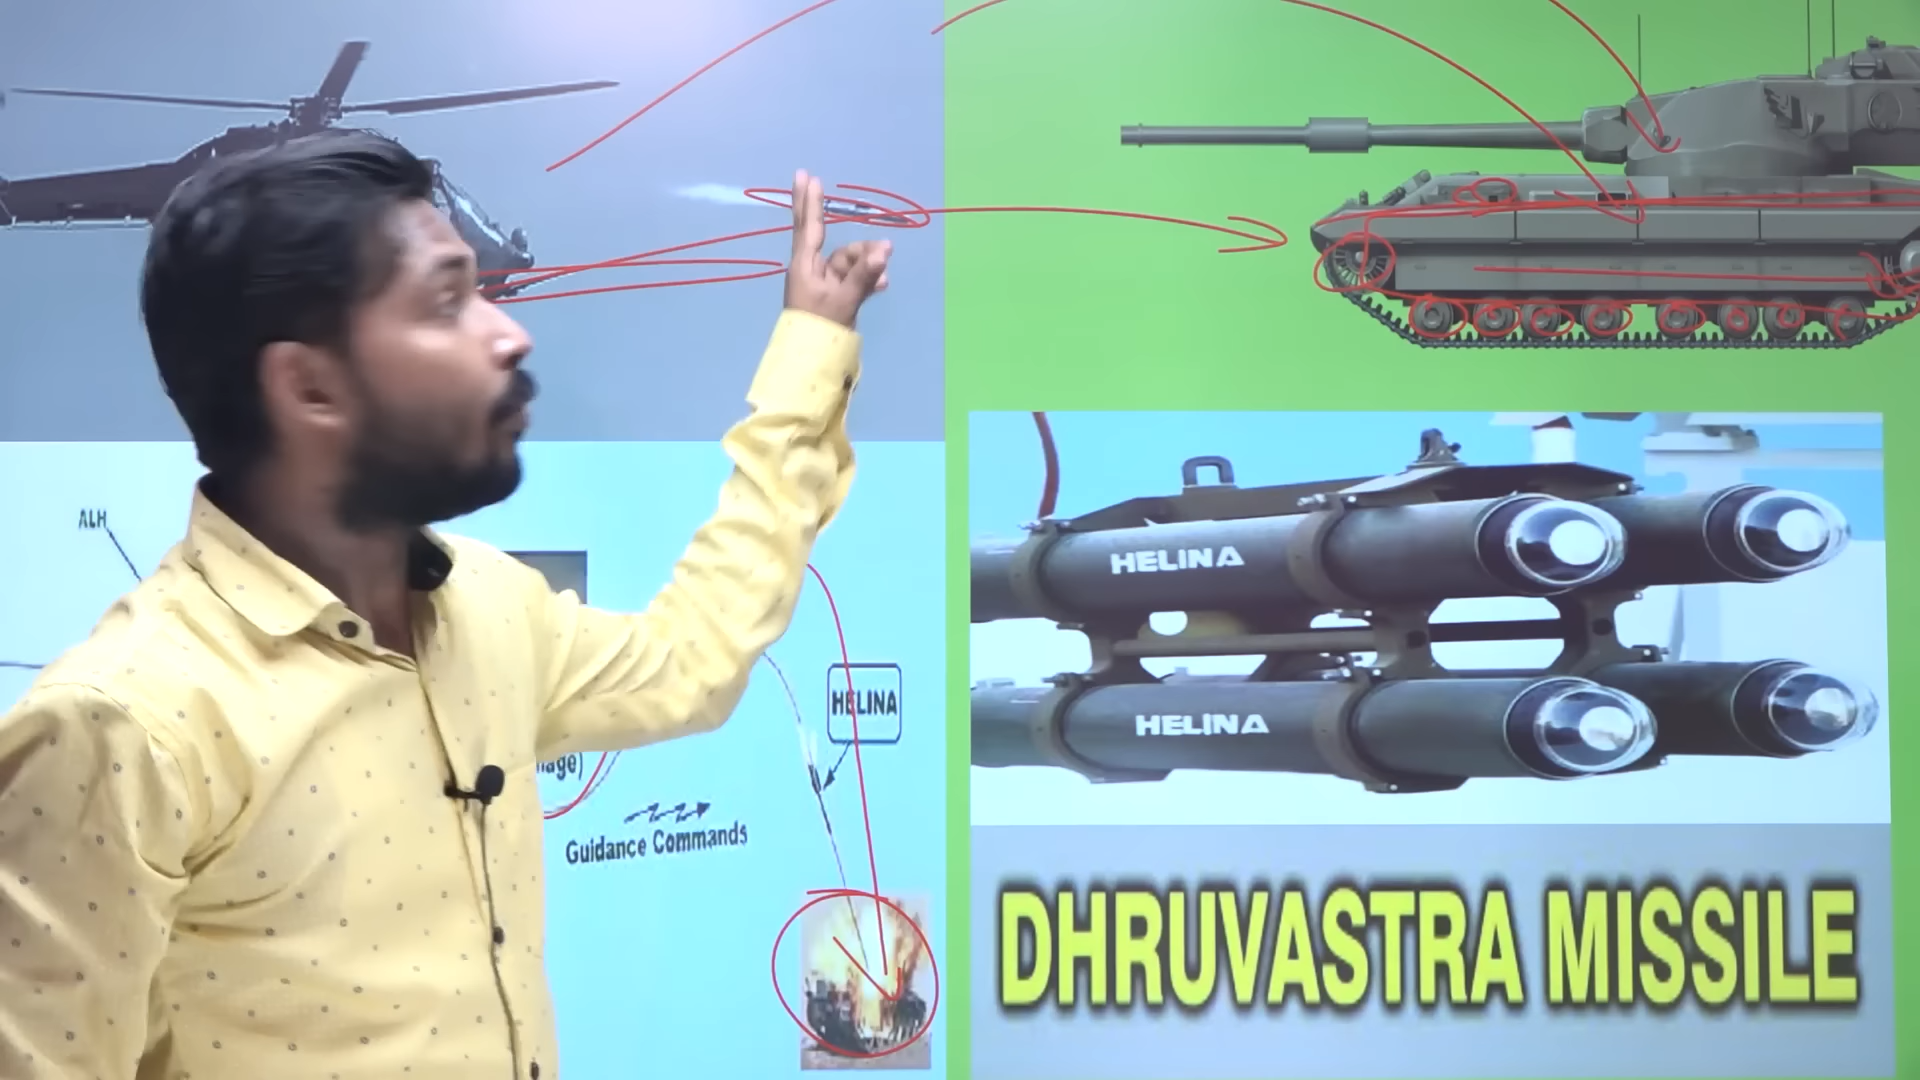 ALH
HELINA
HELINA
HELINA
Guidance Commands
DHRUVASTRA MISSILE